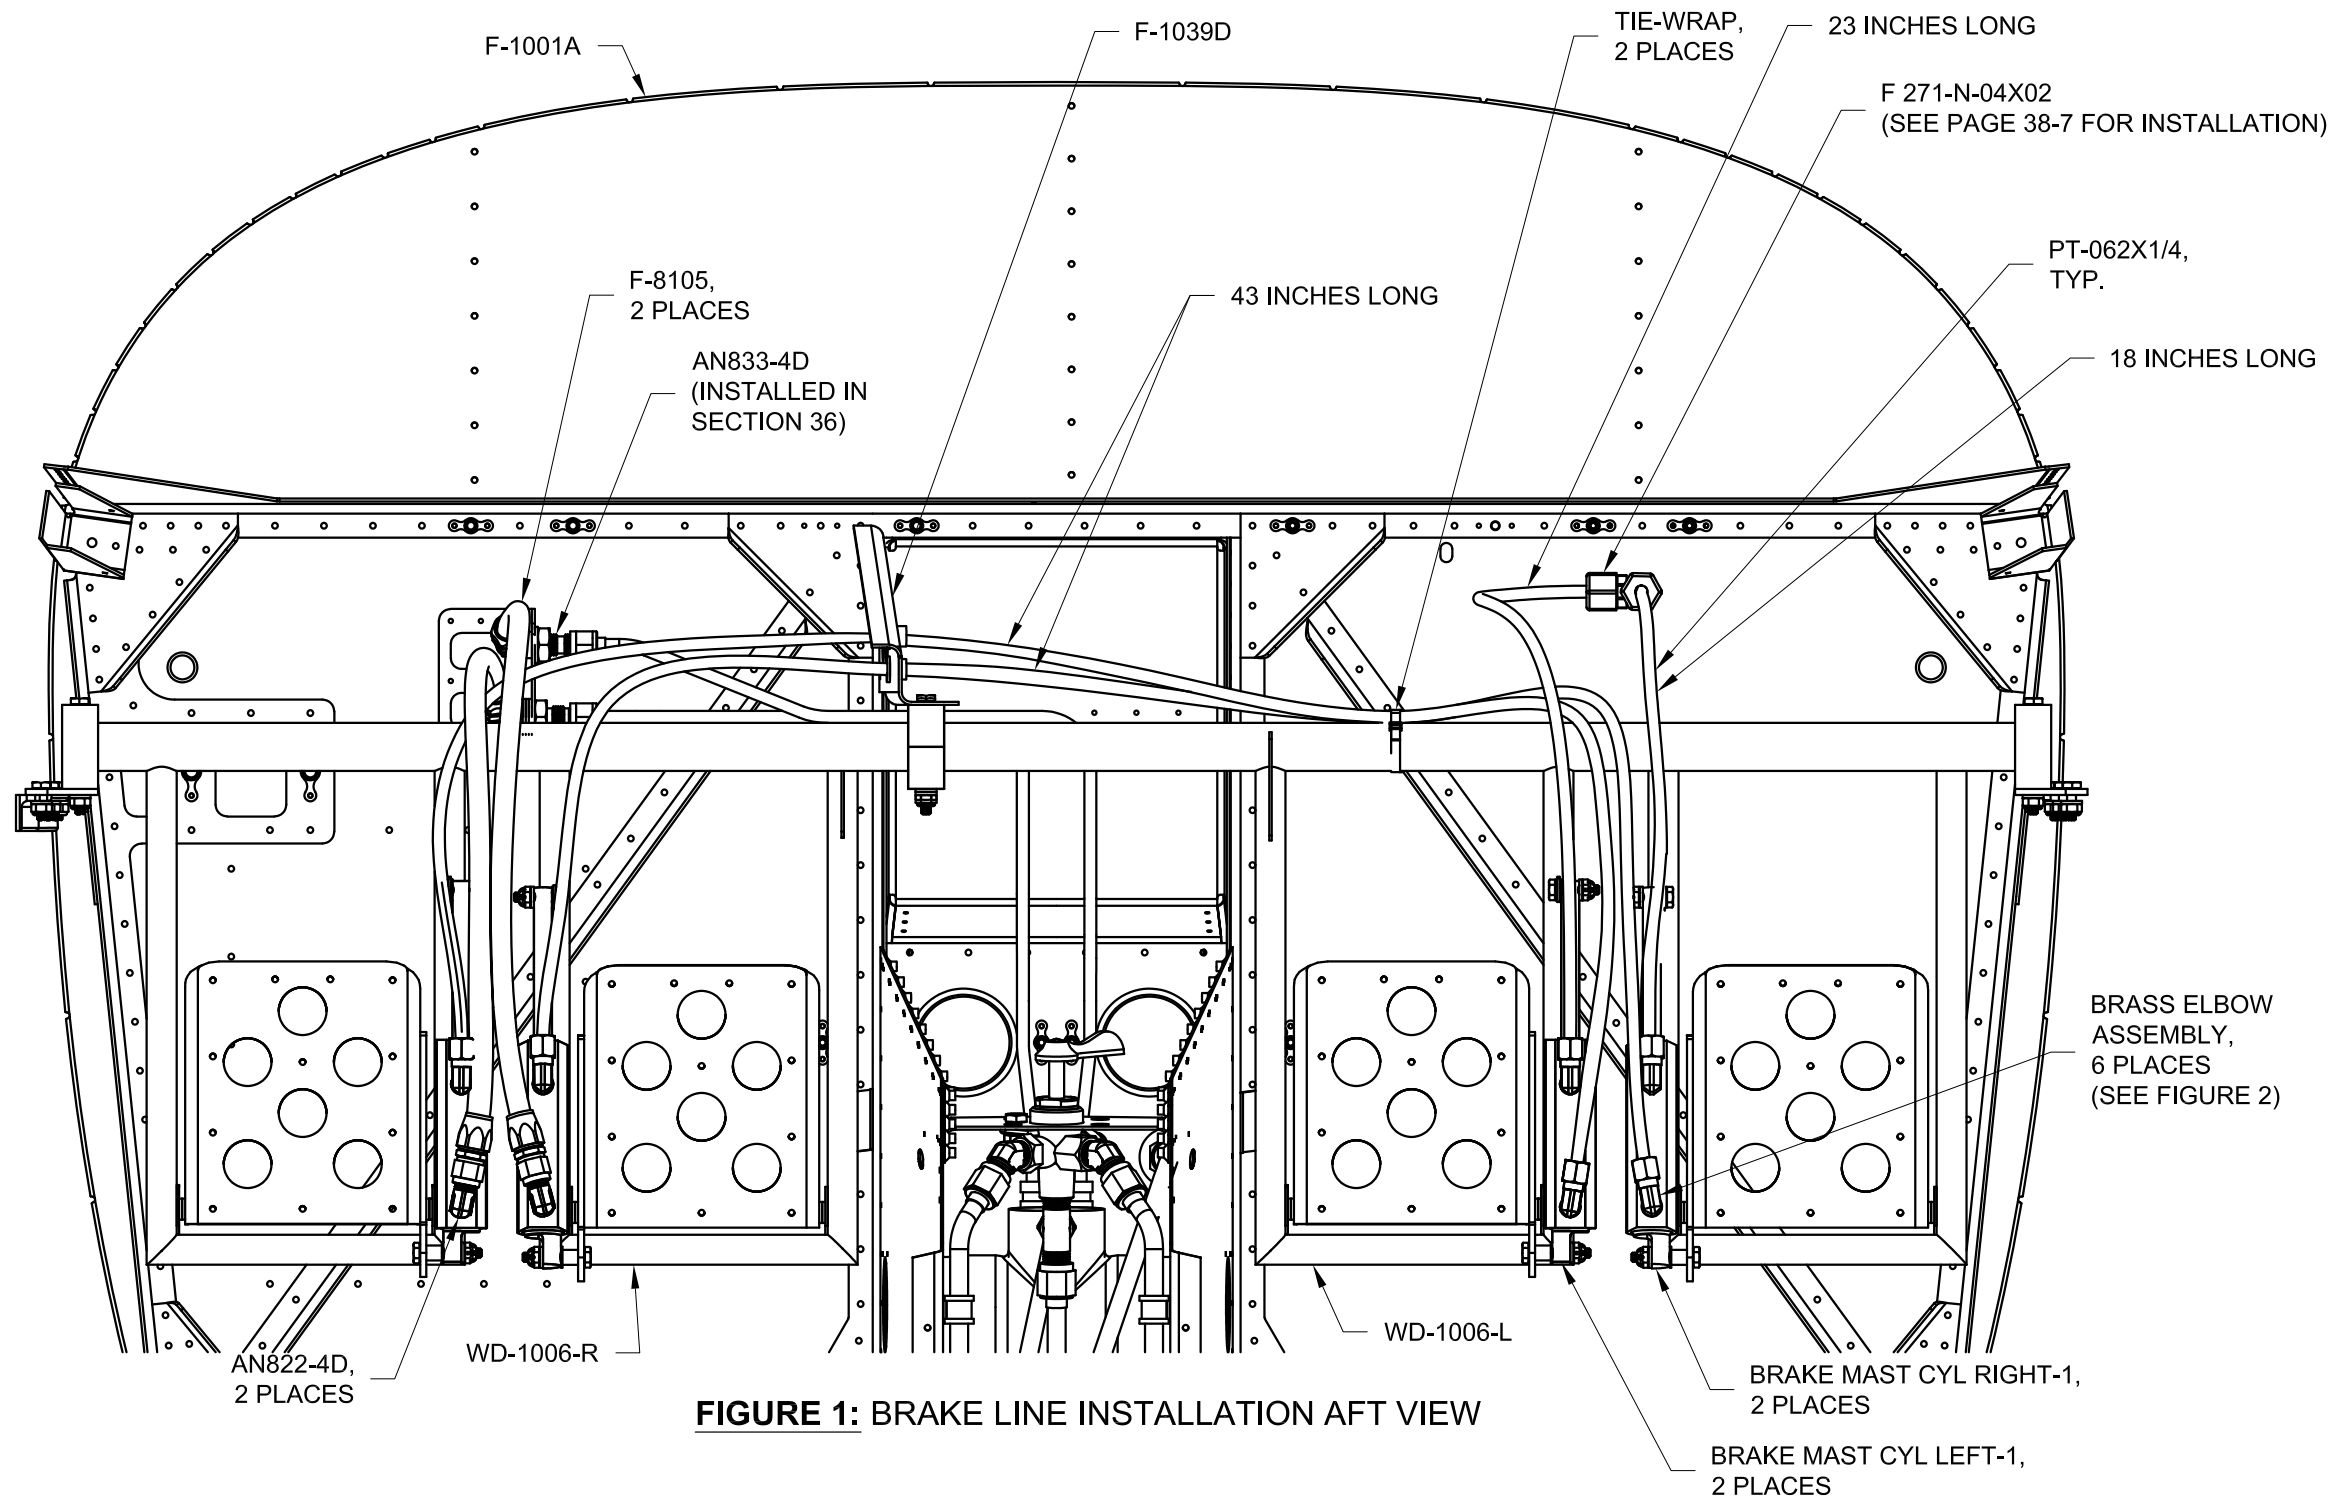 F-1001A
F-1039D
TIE-WRAP,
2 PLACES
23 INCHES LONG
F 271-N-04X02
(SEE PAGE 38-7 FOR INSTALLATION)
PT-062X1/4,
TYP.
F-8105,
2 PLACES
43 INCHES LONG
AN833-4D
(INSTALLED IN
SECTION 36)
18 INCHES LONG
BRASS ELBOW
ASSEMBLY,
6 PLACES
(SEE FIGURE 2)
AN822-4D,
2 PLACES
WD-1006-R
WD-1006-L
BRAKE MAST CYL RIGHT-1,
2 PLACES
FIGURE 1: BRAKE LINE INSTALLATION AFT VIEW
BRAKE MAST CYL LEFT-1,
2 PLACES